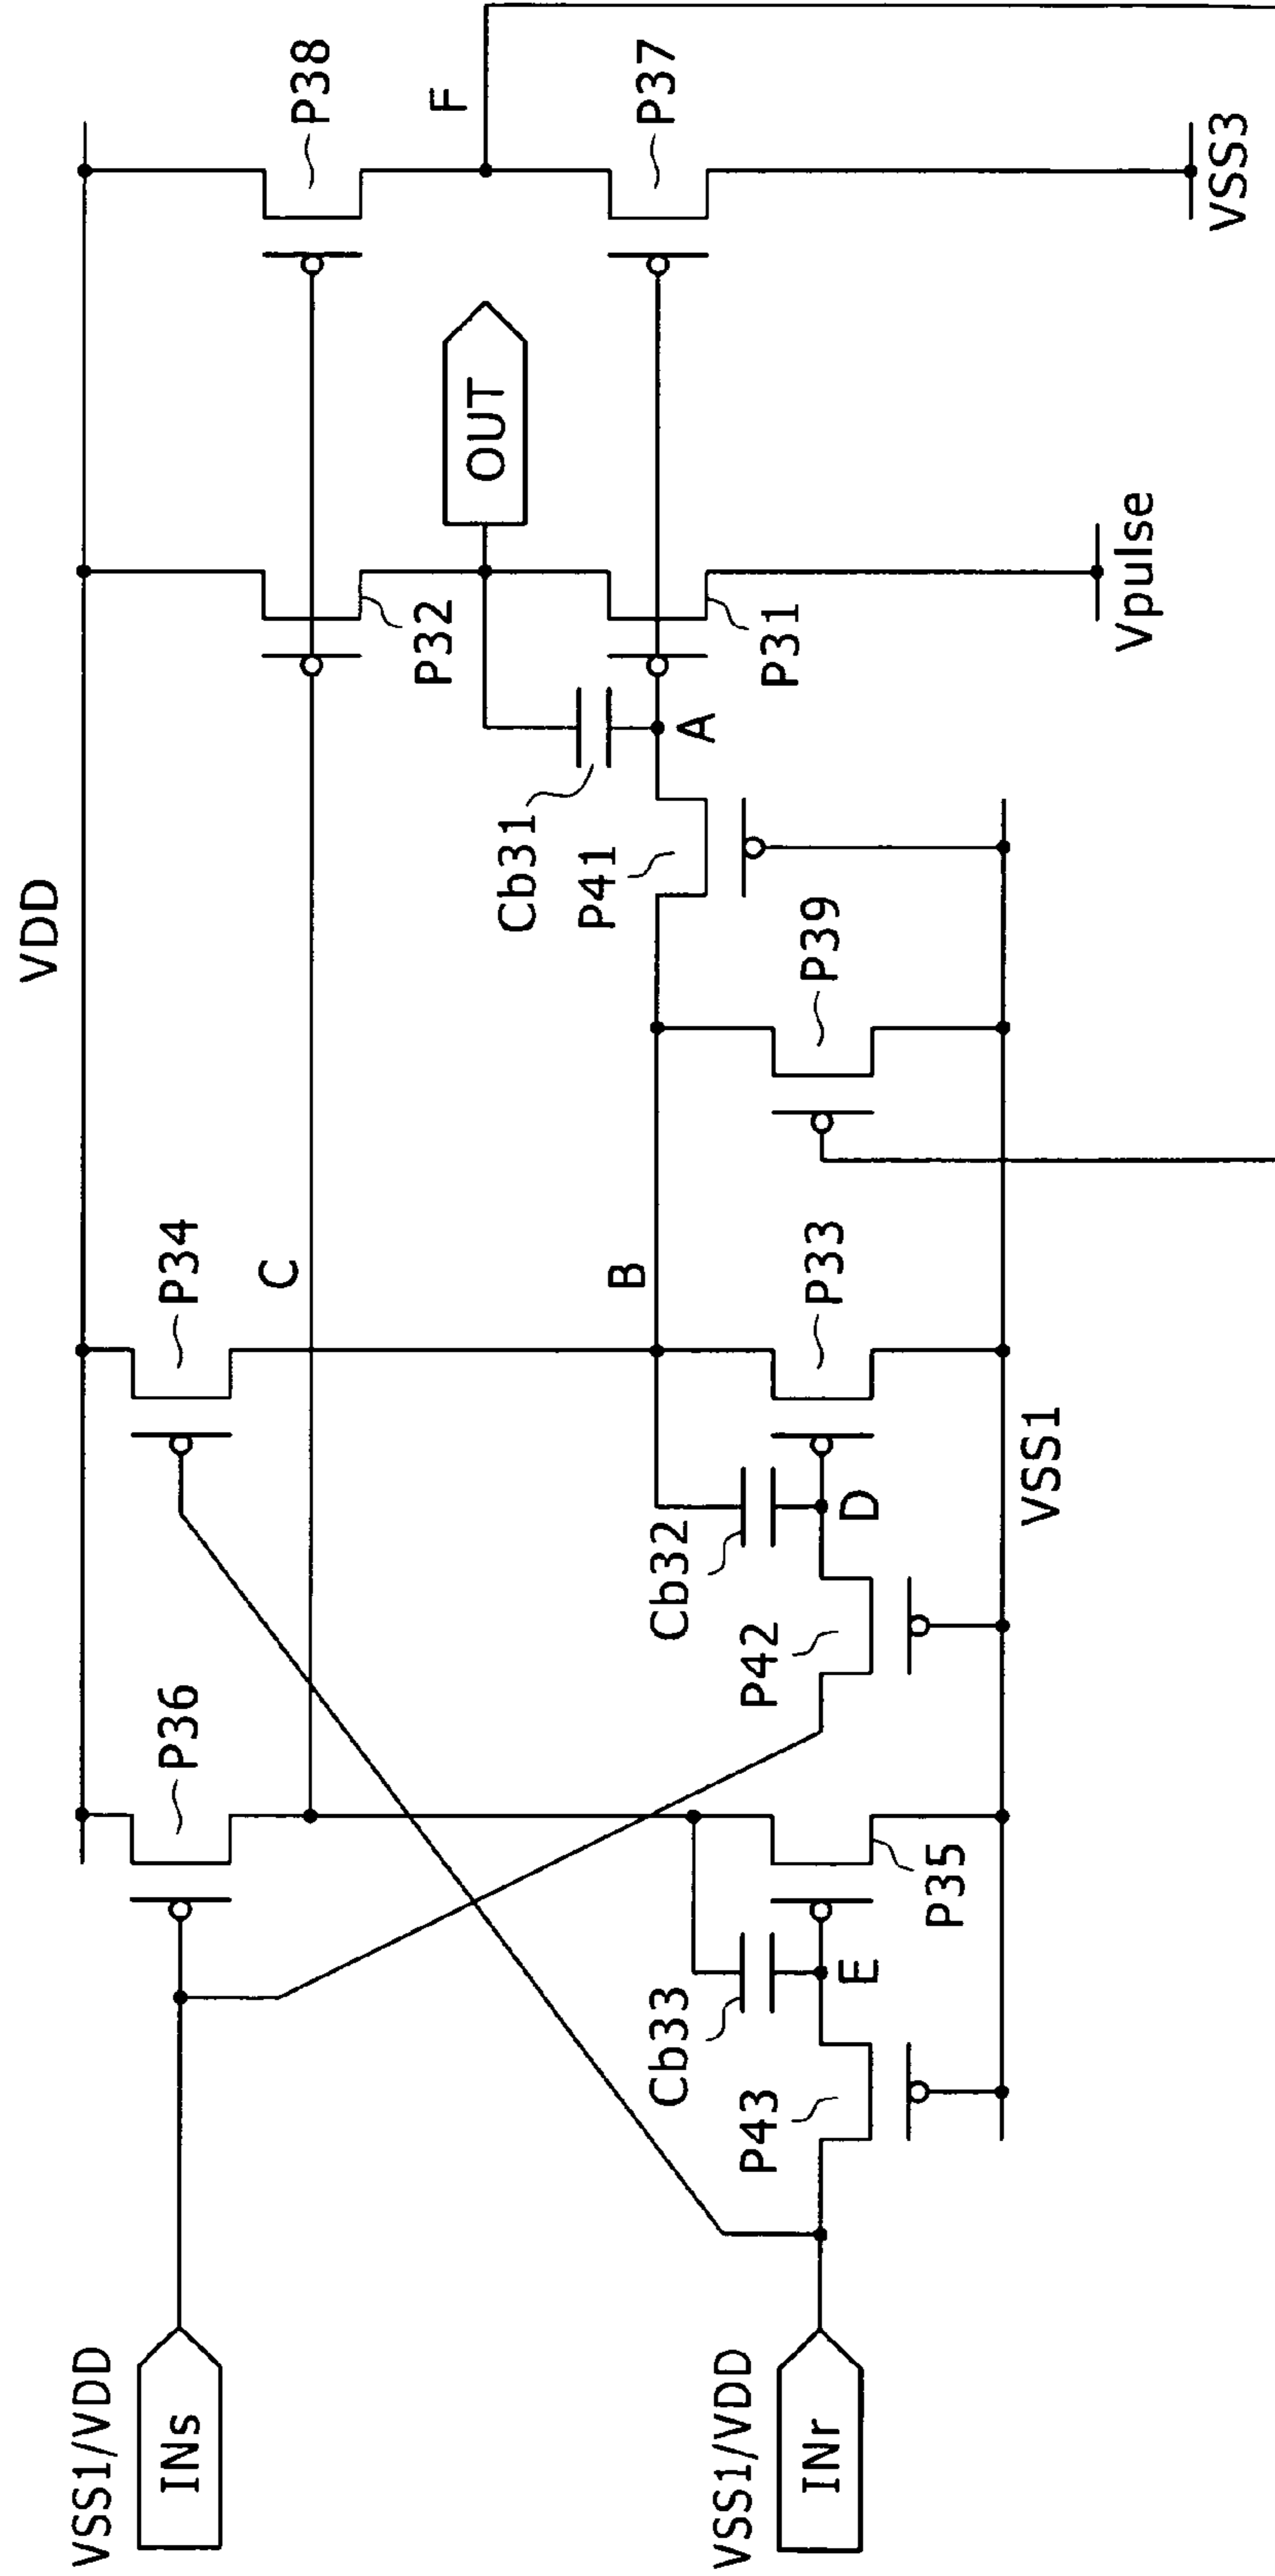 VSS1/VDD
INs
VSS1/VDD
INr
P36
P34
VDD
P38
C
P32
F
OUT
Cb33
E
P43
P35
Cb32
D
P42
B
P33
VSS1
P39
Cb31
P41
A
P31
Vpulse
P37
VSS3